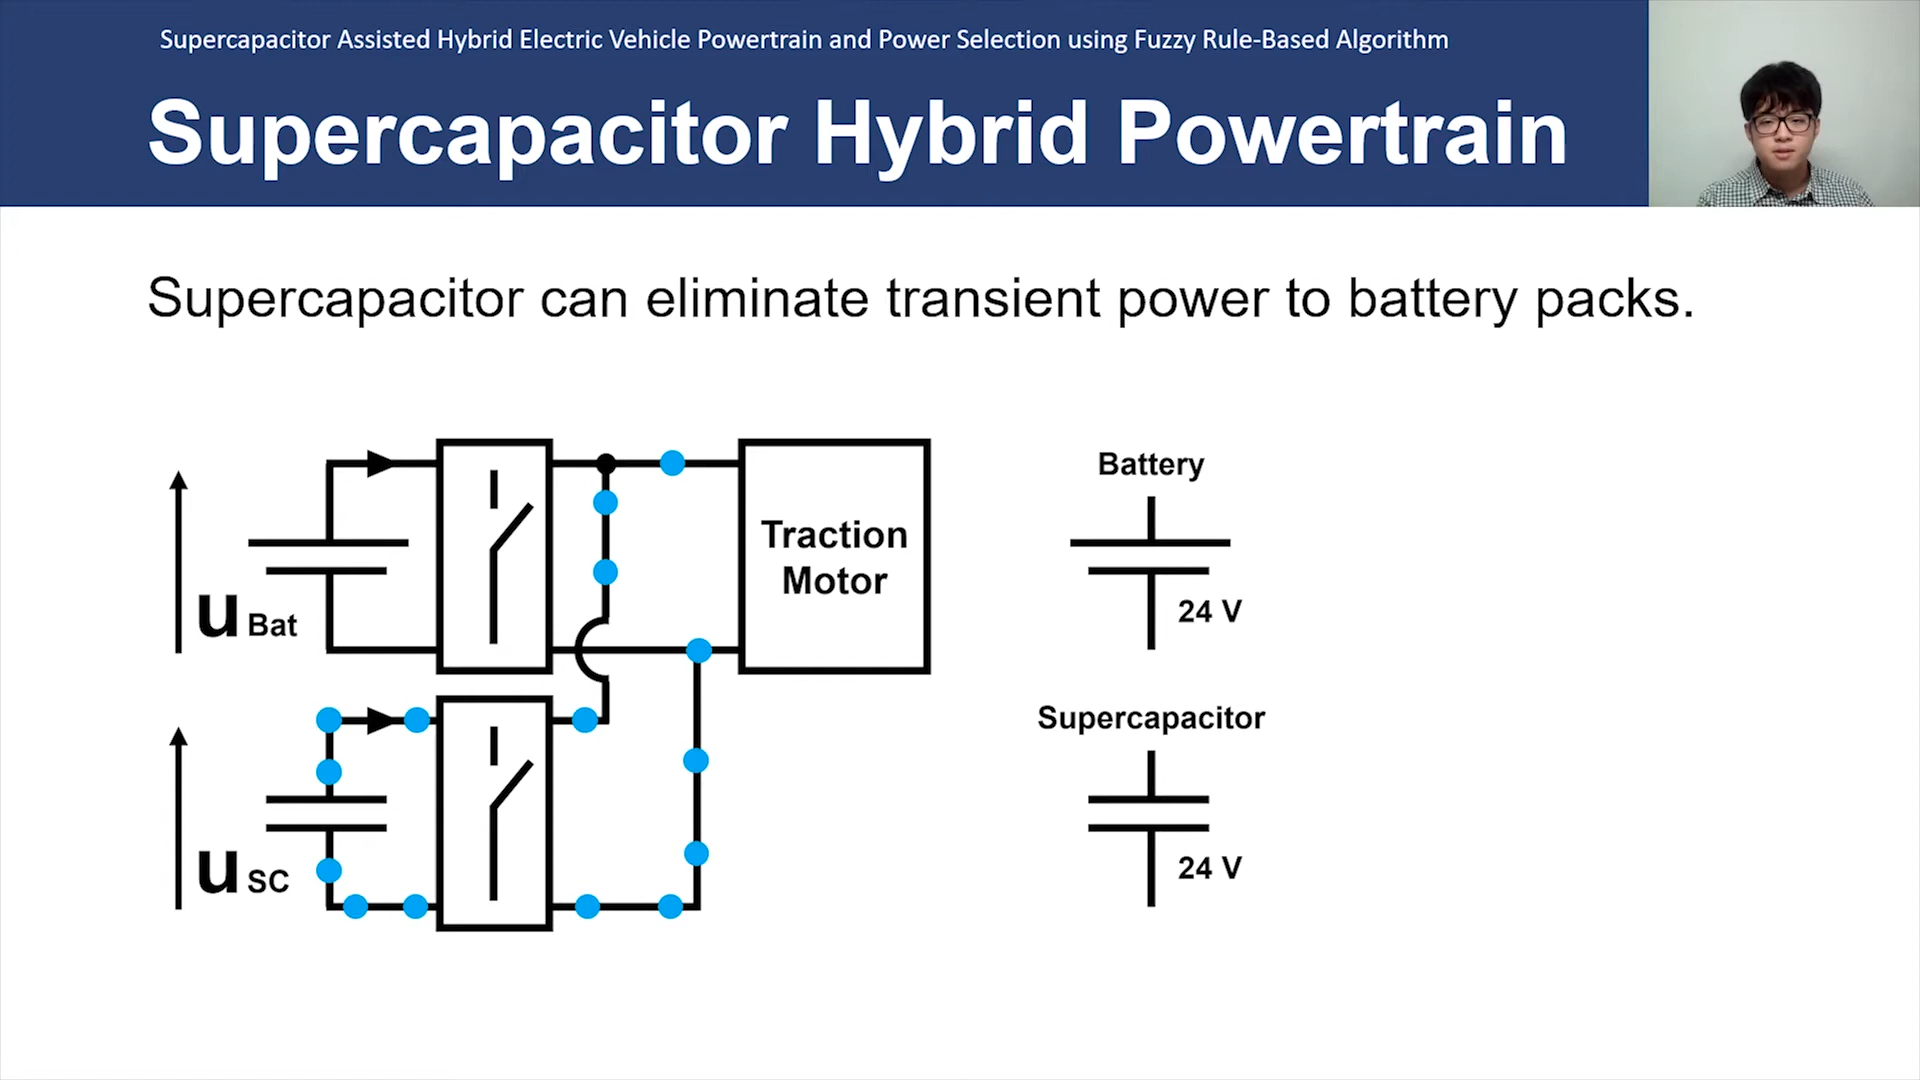 Supercapacitor Assisted Hybrid Electric Vehicle Powertrain and Power Selection using Fuzzy Rule-Based Algorithm
Supercapacitor Hybrid Powertrain
Supercapacitor can eliminate transient power to battery packs.
Battery
Traction
Motor
24 V
u Bat
Supercapacitor
24 V
u SC